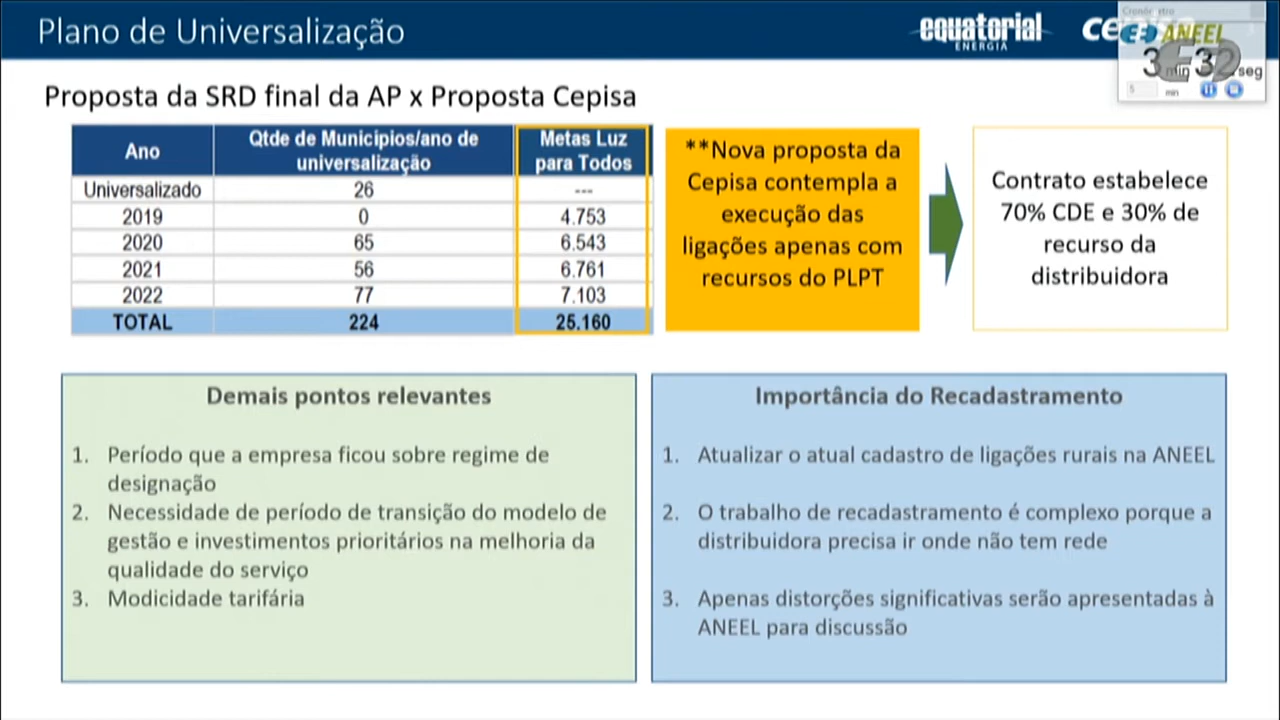 Plano de Universalização
equatorial
ENERGIA
ANEEL
Cronômetro
3 min 32 seg
5 min
Proposta da SRD final da AP x Proposta Cepisa
Ano
Qtde de Municipios/ano de
universalização
Metas Luz
para Todos
Universalizado 26 ---
2019 0 4.753
2020 65 6.543
2021 56 6.761
2022 77 7.103
TOTAL 224 25.160
**Nova proposta da
Cepisa contempla a
execução das
ligações apenas com
recursos do PLPT
Contrato estabelece
70% CDE e 30% de
recurso da
distribuidora
Demais pontos relevantes
1. Período que a empresa ficou sobre regime de
designação
2. Necessidade de período de transição do modelo de
gestão e investimentos prioritários na melhoria da
qualidade do serviço
3. Modicidade tarifária
Importância do Recadastramento
1. Atualizar o atual cadastro de ligações rurais na ANEEL
2. O trabalho de recadastramento é complexo porque a
distribuidora precisa ir onde não tem rede
3. Apenas distorções significativas serão apresentadas à
ANEEL para discussão